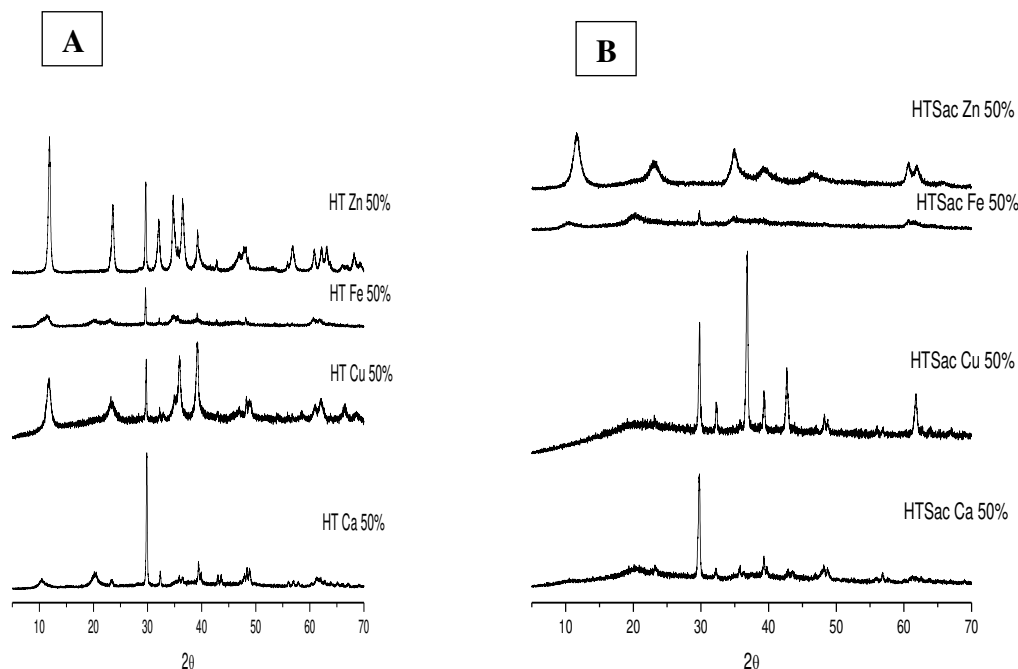 A
HT Zn 50%
HT Fe 50%
HT Cu 50%
HT Ca 50%
10 20 30 40 50 60 70
2θ
B
HTSac Zn 50%
HTSac Fe 50%
HTSac Cu 50%
HTSac Ca 50%
10 20 30 40 50 60 70
2θ